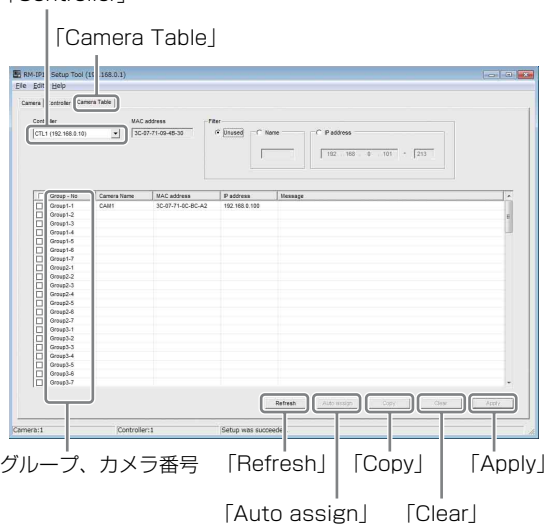 「Controller」
「Camera Table」
RM-IP1 Setup Tool (19 .168.0.1)
File Edit Help
Camera Controller Camera Table
Controller MAC address Filter
CTL1 (192.168.0.10) 3C-07-71-09-4B-30 Unused Name IP address
192 . 168 . 0 . 101 - 213
Group - No Camera Name MAC address IP address Message
Group1-1 CAM1 3C-07-71-0C-BC-A2 192.168.0.100
Group1-2
Group1-3
Group1-4
Group1-5
Group1-6
Group1-7
Group2-1
Group2-2
Group2-3
Group2-4
Group2-5
Group2-6
Group2-7
Group3-1
Group3-2
Group3-3
Group3-4
Group3-5
Group3-6
Group3-7
Refresh Auto assign Copy Clear Apply
Camera:1 Controller:1 Setup was succeede
グループ、カメラ番号 「Refresh」 「Copy」 「Apply」
「Auto assign」 「Clear」